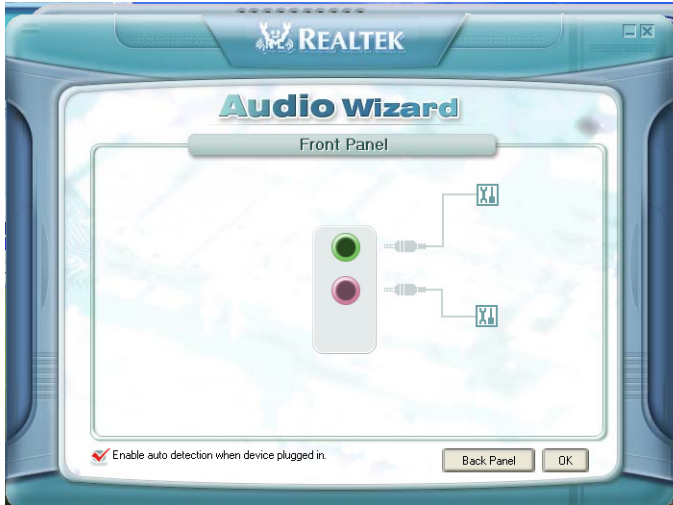 REALTEK
Audio Wizard
Front Panel
Enable auto detection when device plugged in.
Back Panel
OK